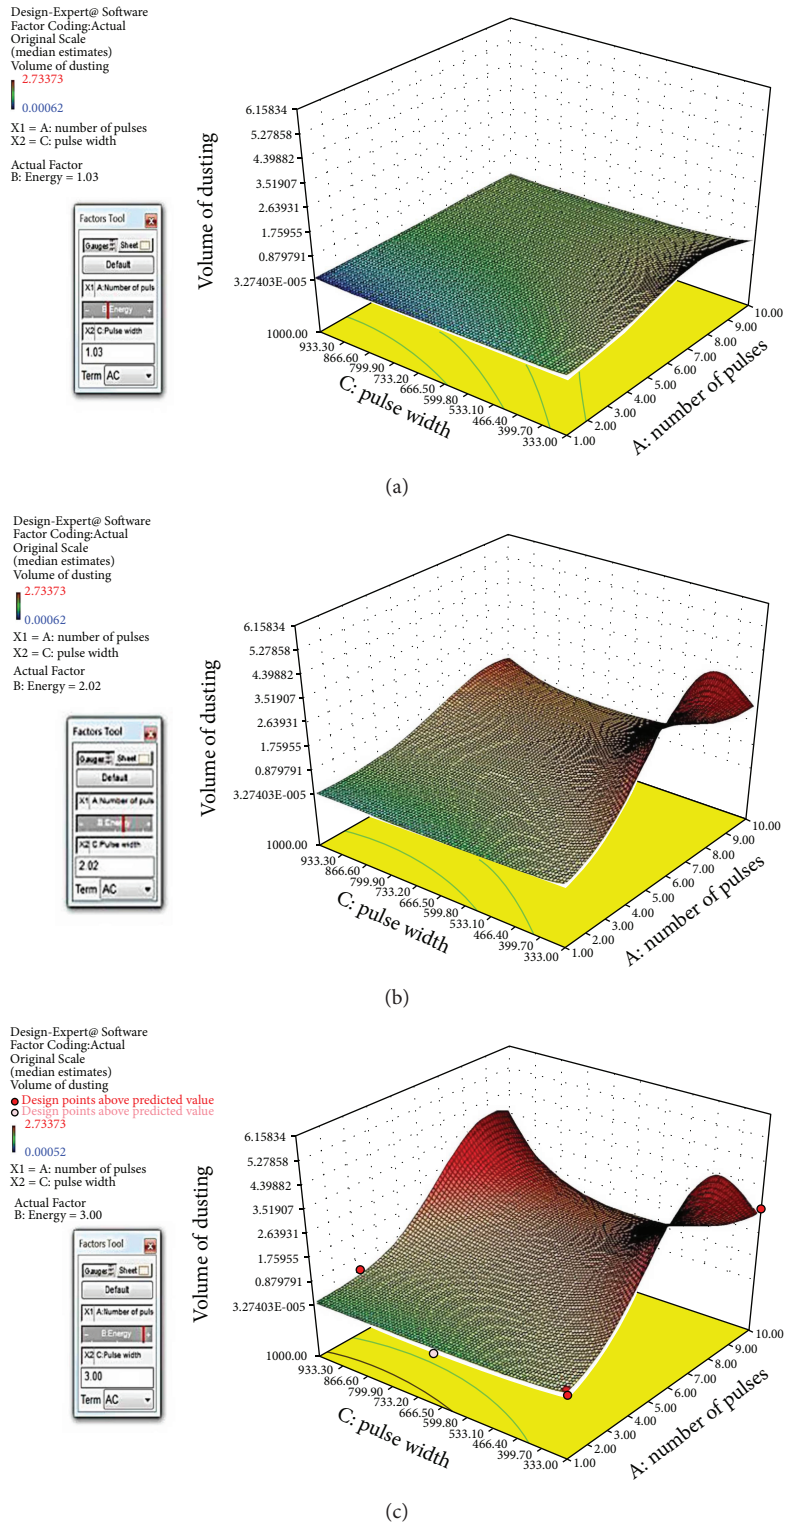 Design-Expert@ Software
Factor Coding:Actual
Original Scale
(median estimates)
Volume of dusting
2.73373
0.00062
X1 = A: number of pulses
X2 = C: pulse width
Actual Factor
B: Energy = 1.03
Factors Tool
Gauges Sheet
Default
X1 A:Number of puls
B:Energy
X2 C:Pulse width
1.03
Term AC
Volume of dusting
6.15834
5.27858
4.39882
3.51907
2.63931
1.75955
0.879791
3.27403E-005
1000.00
933.30
866.60
799.90
733.20
666.50
599.80
533.10
466.40
399.70
333.00
C: pulse width
1.00
2.00
3.00
4.00
5.00
6.00
7.00
8.00
9.00
10.00
A: number of pulses
(a)
Design-Expert@ Software
Factor Coding:Actual
Original Scale
(median estimates)
Volume of dusting
2.73373
0.00062
X1 = A: number of pulses
X2 = C: pulse width
Actual Factor
B: Energy = 2.02
Factors Tool
Gauges Sheet
Default
X1 A:Number of puls
B:Energy
X2 C:Pulse width
2.02
Term AC
Volume of dusting
6.15834
5.27858
4.39882
3.51907
2.63931
1.75955
0.879791
3.27403E-005
1000.00
933.30
866.60
799.90
733.20
666.50
599.80
533.10
466.40
399.70
333.00
C: pulse width
1.00
2.00
3.00
4.00
5.00
6.00
7.00
8.00
9.00
10.00
A: number of pulses
(b)
Design-Expert@ Software
Factor Coding:Actual
Original Scale
(median estimates)
Volume of dusting
Design points above predicted value
Design points above predicted value
2.73373
0.00052
X1 = A: number of pulses
X2 = C: pulse width
Actual Factor
B: Energy = 3.00
Factors Tool
Gauges Sheet
Default
X1 A:Number of puls
B:Energy
X2 C:Pulse width
3.00
Term AC
Volume of dusting
6.15834
5.27858
4.39882
3.51907
2.63931
1.75955
0.879791
3.27403E-005
1000.00
933.30
866.60
799.90
733.20
666.50
599.80
533.10
466.40
399.70
333.00
C: pulse width
1.00
2.00
3.00
4.00
5.00
6.00
7.00
8.00
9.00
10.00
A: number of pulses
(c)